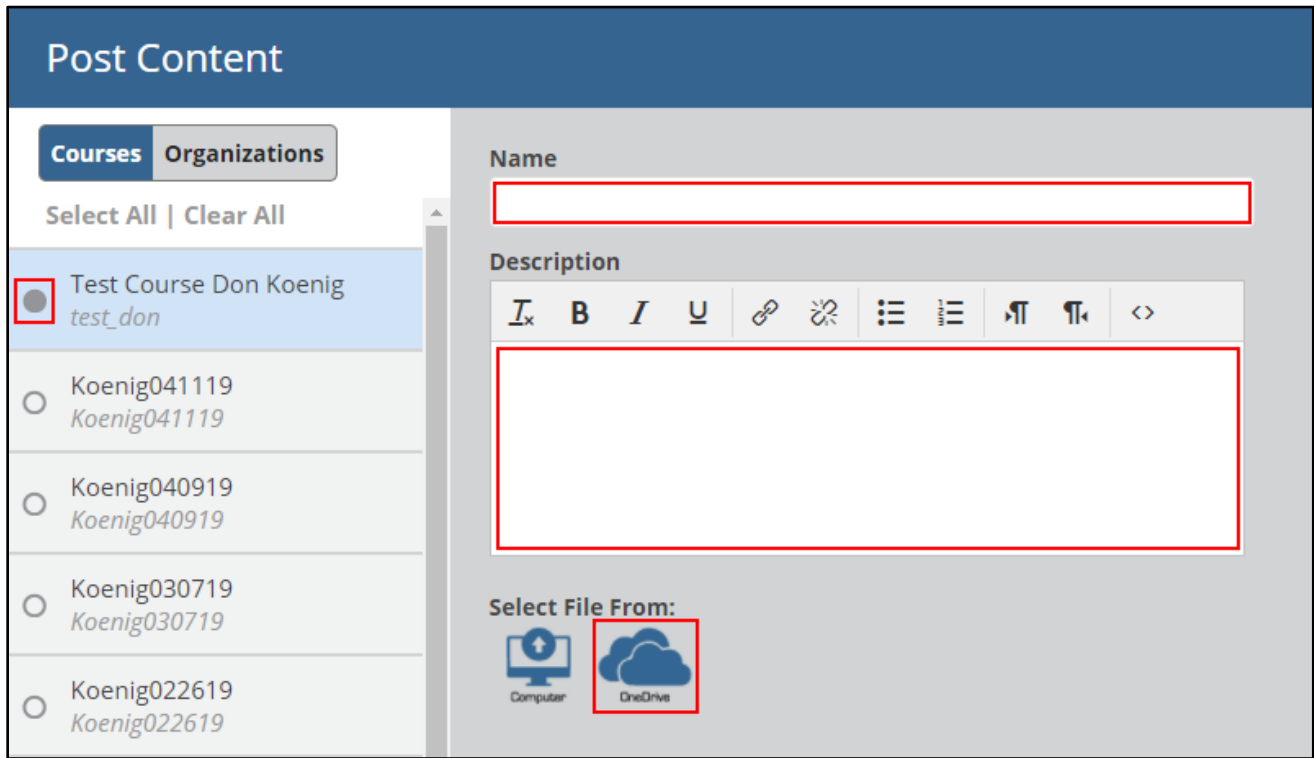 Post Content
Courses Organizations
Select All | Clear All
Test Course Don Koenig
test_don
Koenig041119
Koenig041119
Koenig040919
Koenig040919
Koenig030719
Koenig030719
Koenig022619
Koenig022619
Name
Description
Select File From:
Computer OneDrive